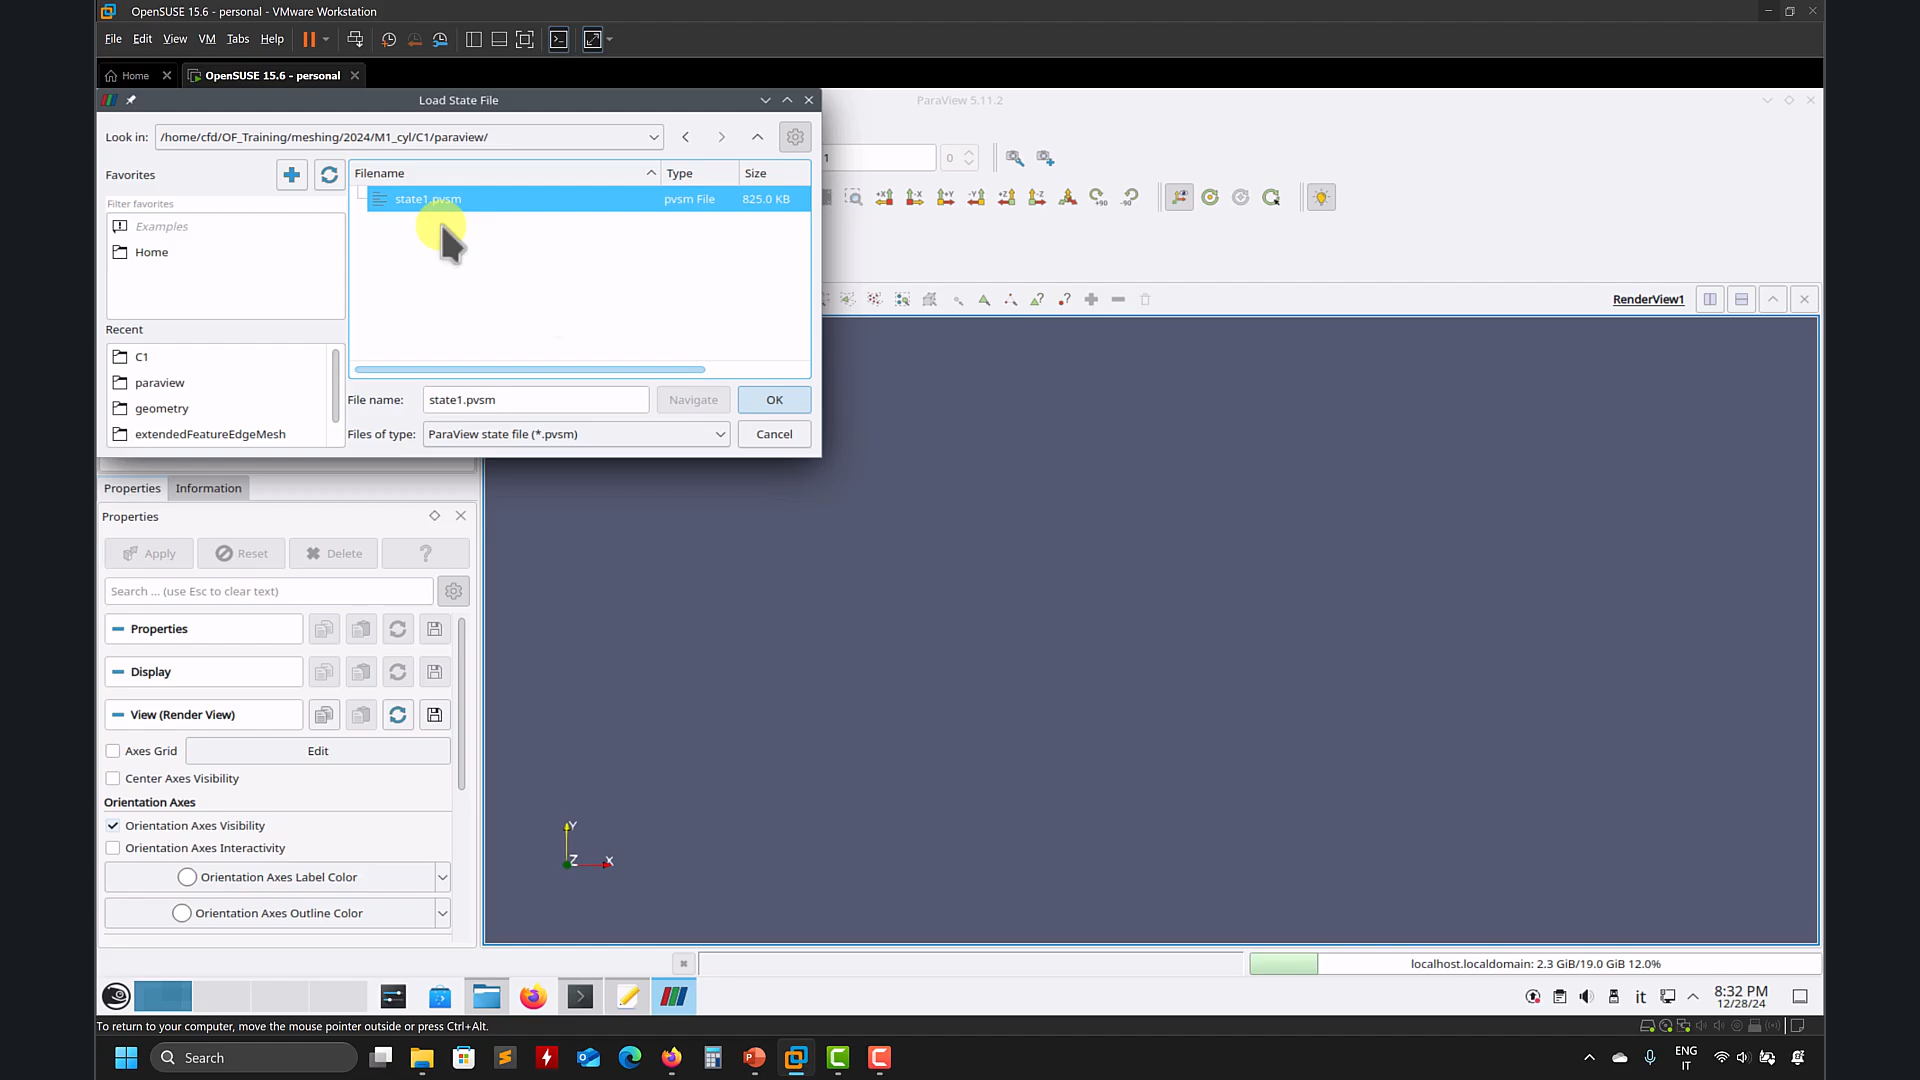 OpenSUSE 15.6 - personal - VMware Workstation
File Edit View VM Tabs Help
Home
OpenSUSE 15.6 - personal
Load State File
ParaView 5.11.2
Look in: /home/cfd/OF_Training/meshing/2024/M1_cyl/C1/paraview/
1
0
Favorites
Filename Type Size
state1.pvsm pvsm File 825.0 KB
Filter favorites
Examples
Home
+X -X +Y -Y +Z -Z +90 -90
RenderView1
Recent
C1
paraview
geometry
extendedFeatureEdgeMesh
File name: state1.pvsm Navigate OK
Files of type: ParaView state file (*.pvsm) Cancel
Properties Information
Properties
Apply Reset Delete ?
Search ... (use Esc to clear text)
Properties
Display
View (Render View)
Axes Grid Edit
Center Axes Visibility
Orientation Axes
Orientation Axes Visibility
Orientation Axes Interactivity
Orientation Axes Label Color
Orientation Axes Outline Color
Y
Z X
localhost.localdomain: 2.3 GiB/19.0 GiB 12.0%
it
8:32 PM
12/28/24
To return to your computer, move the mouse pointer outside or press Ctrl+Alt.
Search
ENG
IT